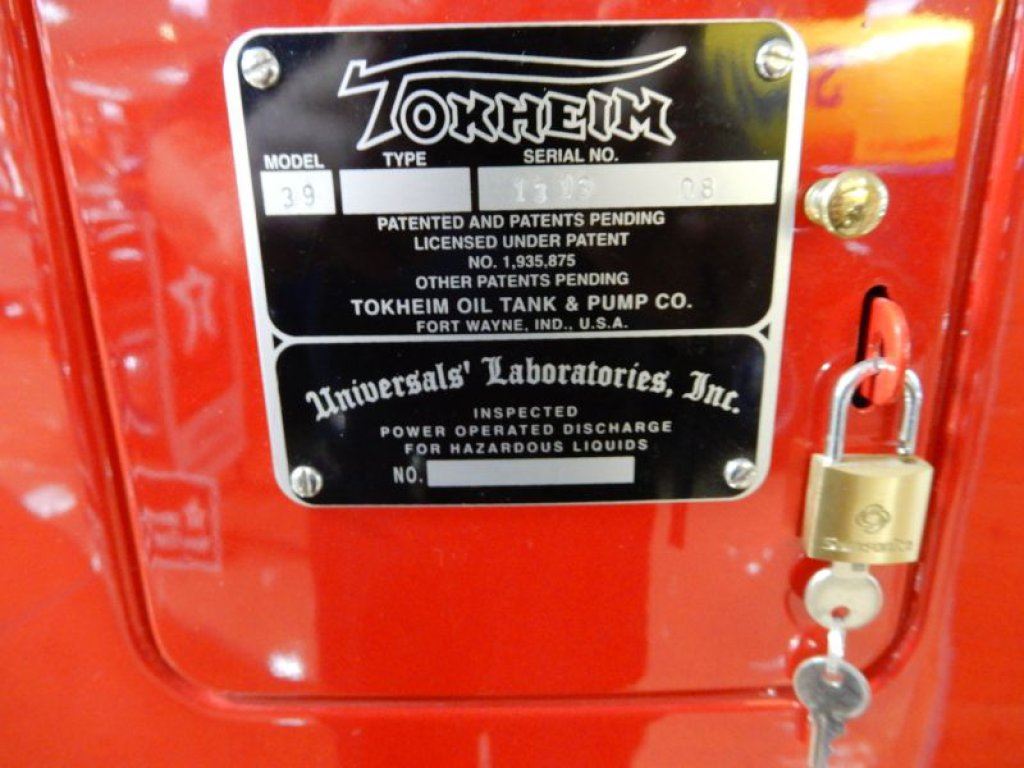 TOKHEIM
MODEL TYPE SERIAL NO.
39 08
PATENTED AND PATENTS PENDING
LICENSED UNDER PATENT
NO. 1,935,875
OTHER PATENTS PENDING
TOKHEIM OIL TANK & PUMP CO.
FORT WAYNE, IND., U.S.A.
Universals' Laboratories, Inc.
INSPECTED
POWER OPERATED DISCHARGE
FOR HAZARDOUS LIQUIDS
NO.
Samsonite